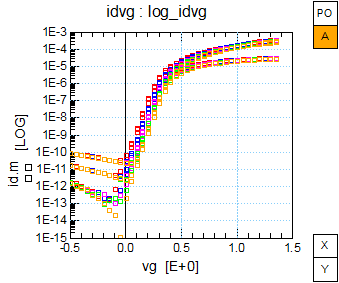 idvg : log_idvg
PO
A
1E-3
1E-4
1E-5
1E-6
1E-7
1E-8
1E-9
1E-10
1E-11
1E-12
1E-13
1E-14
1E-15
id.m [LOG]
-0.5 0.0 0.5 1.0 1.5
vg [E+0]
X
Y